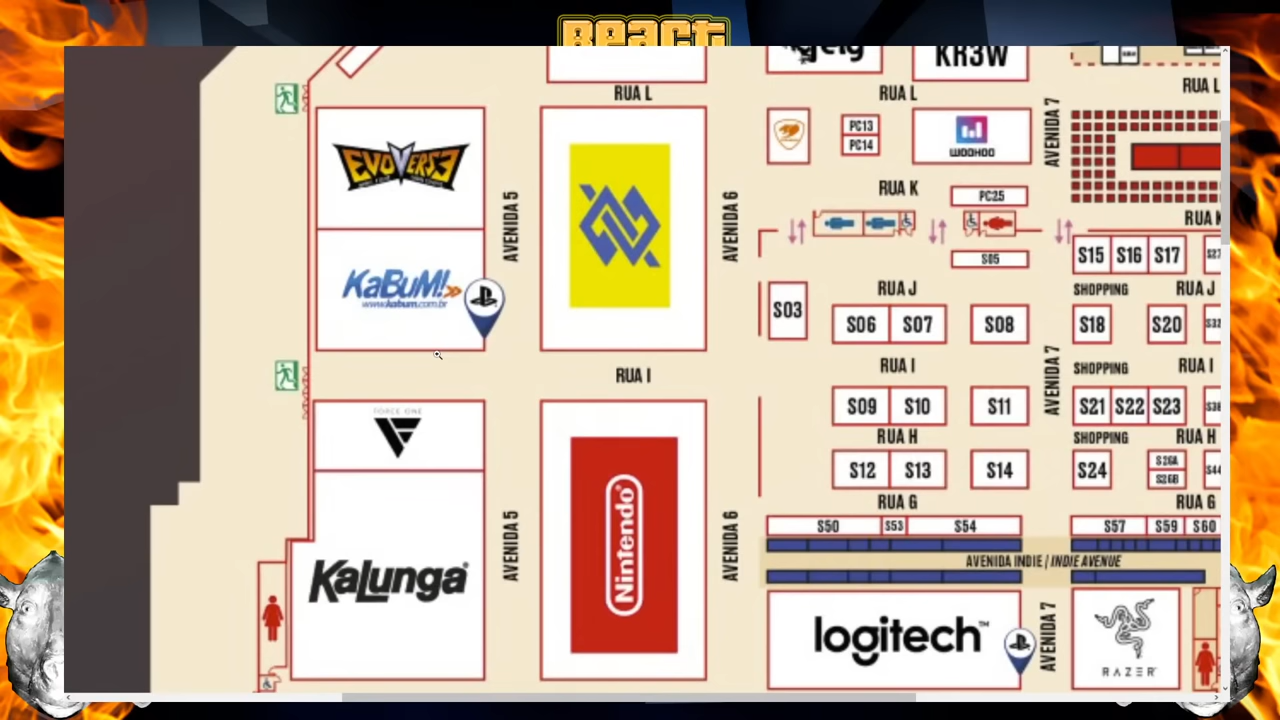 React
KR3W
RUA L
RUA L
RUA L
AVENIDA 7
EVOVERSE
PC13
PC14
WOOHOO
AVENIDA 5
AVENIDA 6
RUA K
PC25
RUA K
KaBuM!
www.kabum.com.br
S05
S15 S16 S17
RUA J
SHOPPING
RUA J
S03
S06 S07
S08
S18
S20
RUA I
RUA I
AVENIDA 7
SHOPPING
RUA I
FORCE ONE
S09 S10
S11
S21 S22 S23
RUA H
SHOPPING
RUA H
S12 S13
S14
S24
S26A
S26B
RUA G
RUA G
AVENIDA 5
Nintendo
AVENIDA 6
S50 S53 S54
S57 S59 S60
AVENIDA INDIE / INDIE AVENUE
Kalunga
logitech™
AVENIDA 7
RAZER